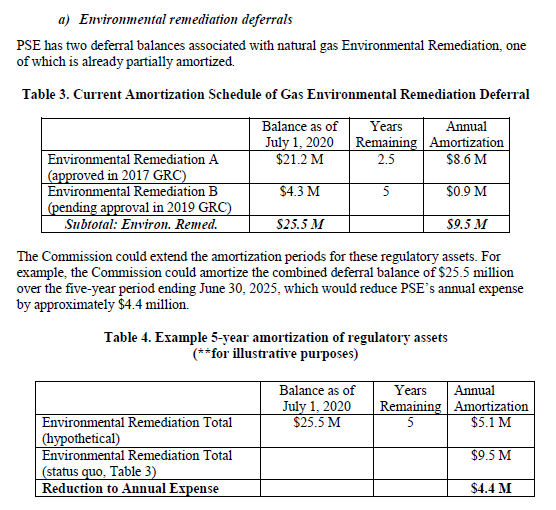 a) Environmental remediation deferrals
PSE has two deferral balances associated with natural gas Environmental Remediation, one
of which is already partially amortized.
Table 3. Current Amortization Schedule of Gas Environmental Remediation Deferral
Balance as of Years Annual
July 1, 2020 Remaining Amortization
Environmental Remediation A $21.2 M 2.5 $8.6 M
(approved in 2017 GRC)
Environmental Remediation B $4.3 M 5 $0.9 M
(pending approval in 2019 GRC)
Subtotal: Environ. Remed. $25.5 M $9.5 M
The Commission could extend the amortization periods for these regulatory assets. For
example, the Commission could amortize the combined deferral balance of $25.5 million
over the five-year period ending June 30, 2025, which would reduce PSE's annual expense
by approximately $4.4 million.
Table 4. Example 5-year amortization of regulatory assets
(**for illustrative purposes)
Balance as of Years Annual
July 1, 2020 Remaining Amortization
Environmental Remediation Total $25.5 M 5 $5.1 M
(hypothetical)
Environmental Remediation Total $9.5 M
(status quo, Table 3)
Reduction to Annual Expense $4.4 M